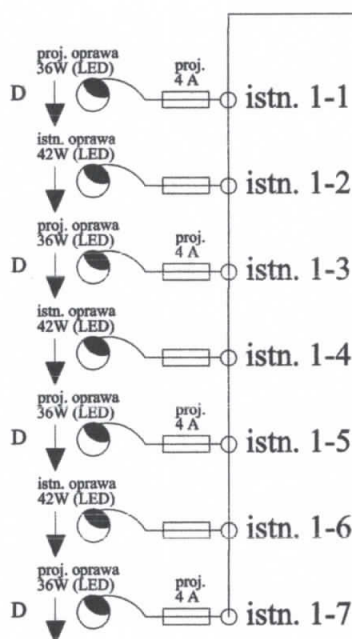 proj. oprawa
36W (LED)
proj.
4 A
D
istn. 1-1
istn. oprawa
42W (LED)
istn. 1-2
proj. oprawa
36W (LED)
proj.
4 A
D
istn. 1-3
istn. oprawa
42W (LED)
istn. 1-4
proj. oprawa
36W (LED)
proj.
4 A
D
istn. 1-5
istn. oprawa
42W (LED)
istn. 1-6
proj. oprawa
36W (LED)
proj.
4 A
D
istn. 1-7